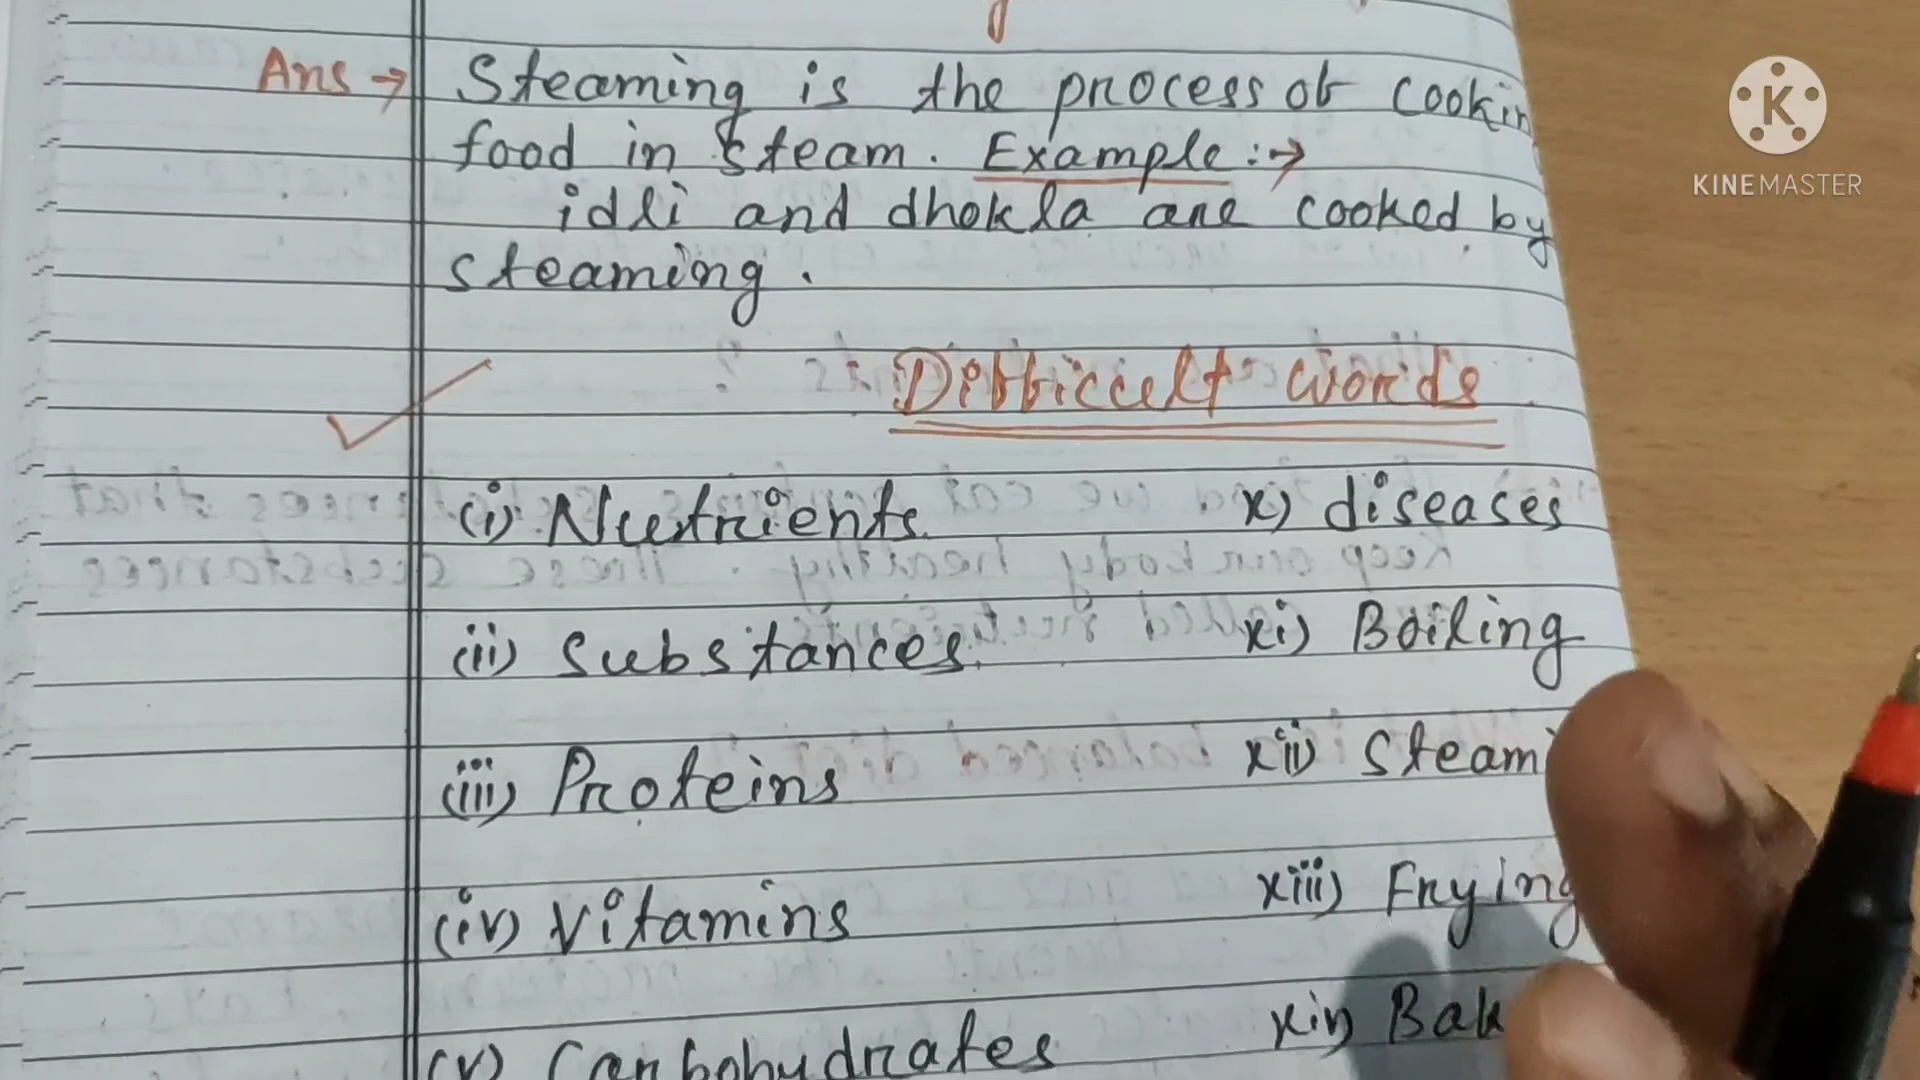 Ans → Steaming is the process of cookin
food in steam. Example :→
idli and dhokla are cooked by
steaming.
Difficult words
(i) Nutrients x) diseases
(ii) Substances xi) Boiling
(iii) Proteins xii) Steami
(iv) Vitamins xiii) Frying
(v) Carbohydrates xiv) Bak
KINEMASTER